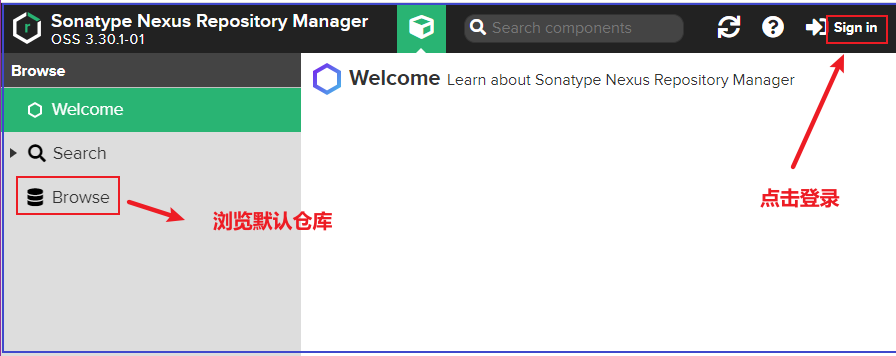 Sonatype Nexus Repository Manager
OSS 3.30.1-01
Search components
Sign in
Browse
Welcome
Welcome Learn about Sonatype Nexus Repository Manager
Search
Browse
浏览默认仓库
点击登录